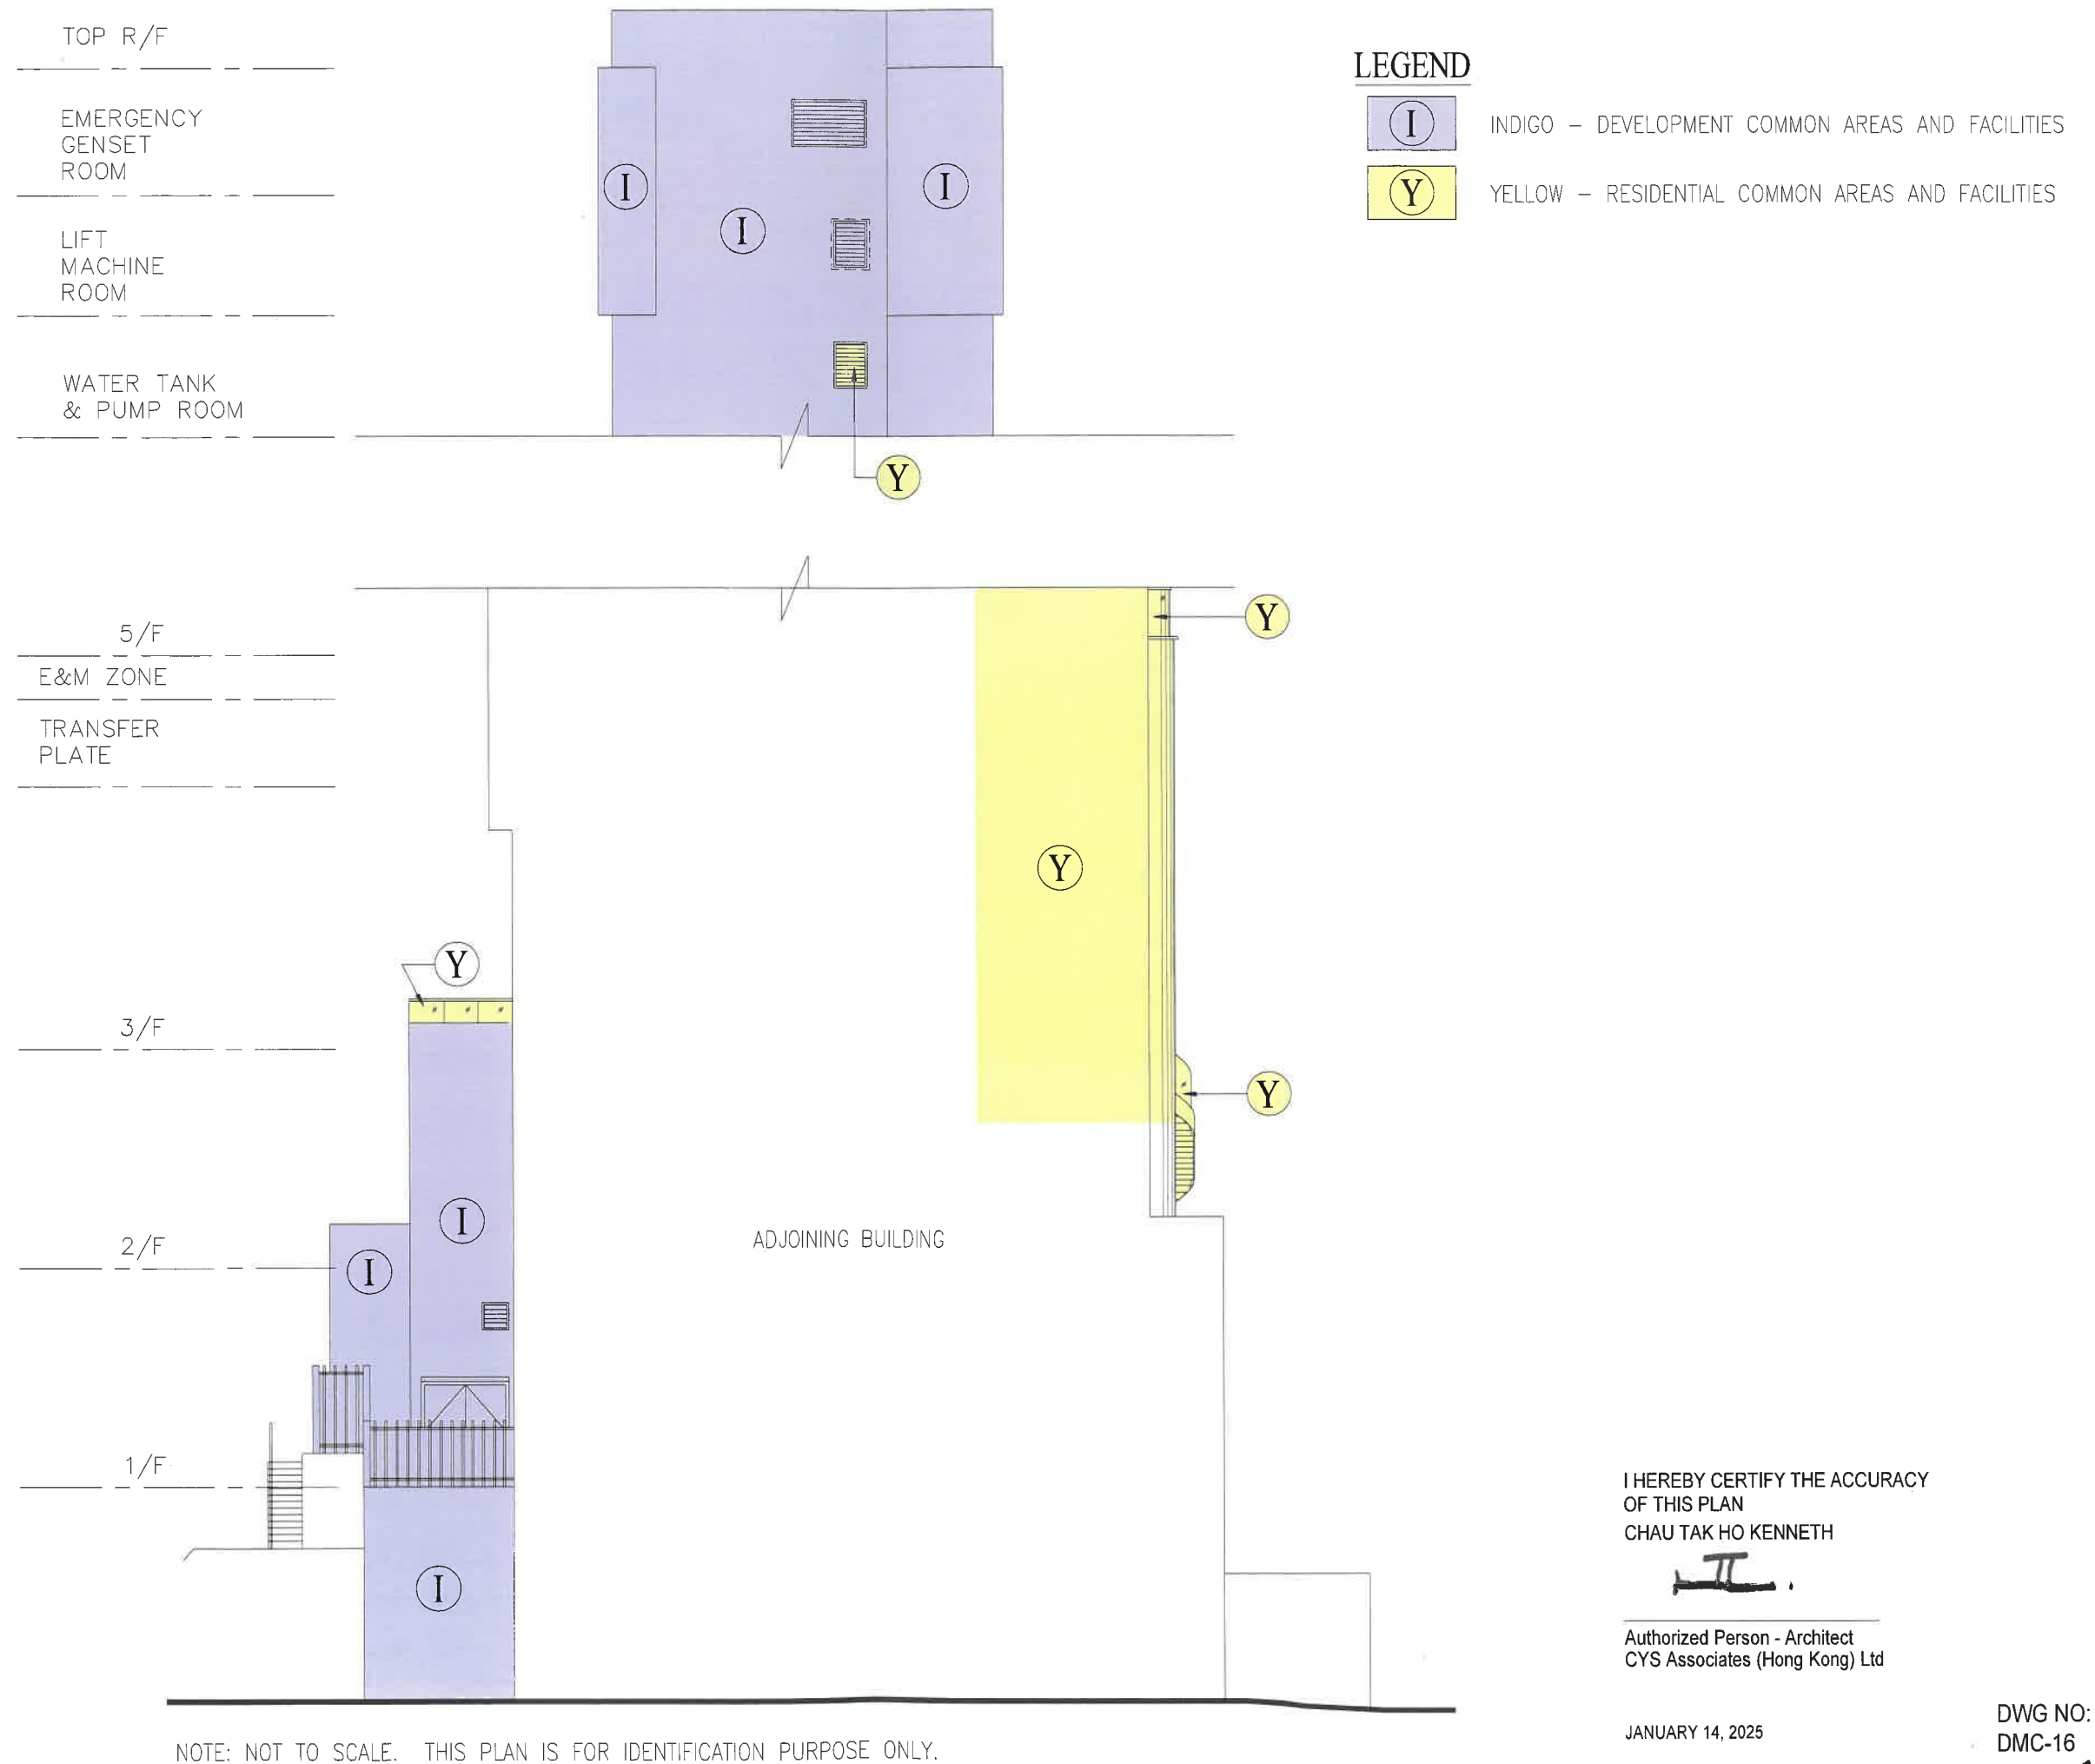 TOP R/F
EMERGENCY
GENSET
ROOM
LIFT
MACHINE
ROOM
WATER TANK
& PUMP ROOM
I
I
I
Y
LEGEND
I INDIGO – DEVELOPMENT COMMON AREAS AND FACILITIES
Y YELLOW – RESIDENTIAL COMMON AREAS AND FACILITIES
5/F
E&M ZONE
TRANSFER
PLATE
3/F
2/F
1/F
Y
Y
Y
Y
I
I
I
ADJOINING BUILDING
I HEREBY CERTIFY THE ACCURACY
OF THIS PLAN
CHAU TAK HO KENNETH
Authorized Person - Architect
CYS Associates (Hong Kong) Ltd
JANUARY 14, 2025
DWG NO:
DMC-16
NOTE: NOT TO SCALE. THIS PLAN IS FOR IDENTIFICATION PURPOSE ONLY.